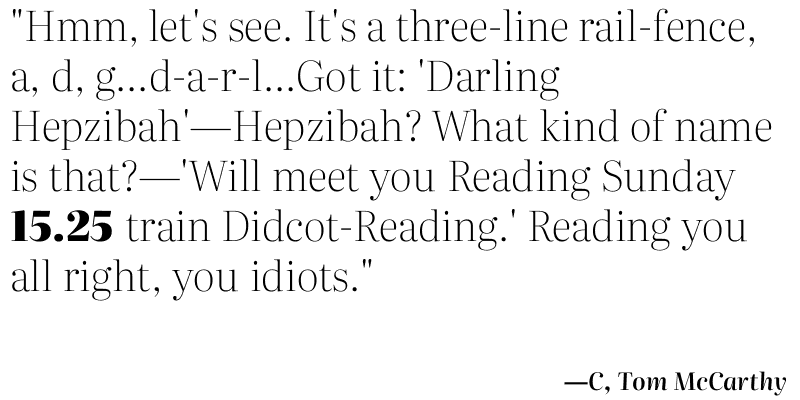 "Hmm, let's see. It's a three-line rail-fence,
a, d, g...d-a-r-l...Got it: 'Darling
Hepzibah'—Hepzibah? What kind of name
is that?—'Will meet you Reading Sunday
15.25 train Didcot-Reading.' Reading you
all right, you idiots."
—C, Tom McCarthy